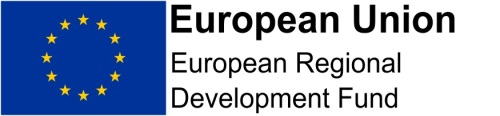 European Union
European Regional
Development Fund